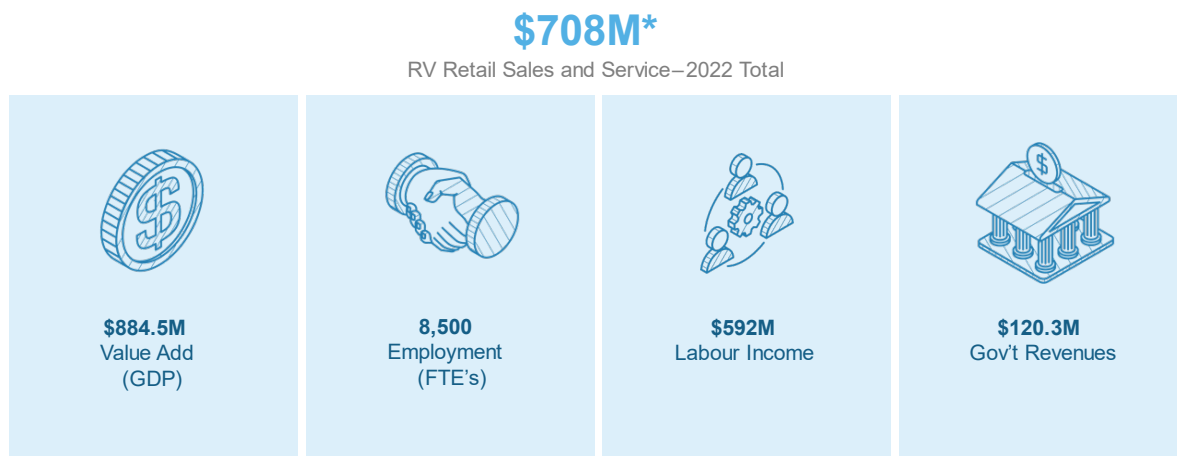 $708M*
RV Retail Sales and Service–2022 Total
$
$
$884.5M
Value Add
(GDP)
8,500
Employment
(FTE's)
$592M
Labour Income
$120.3M
Gov't Revenues